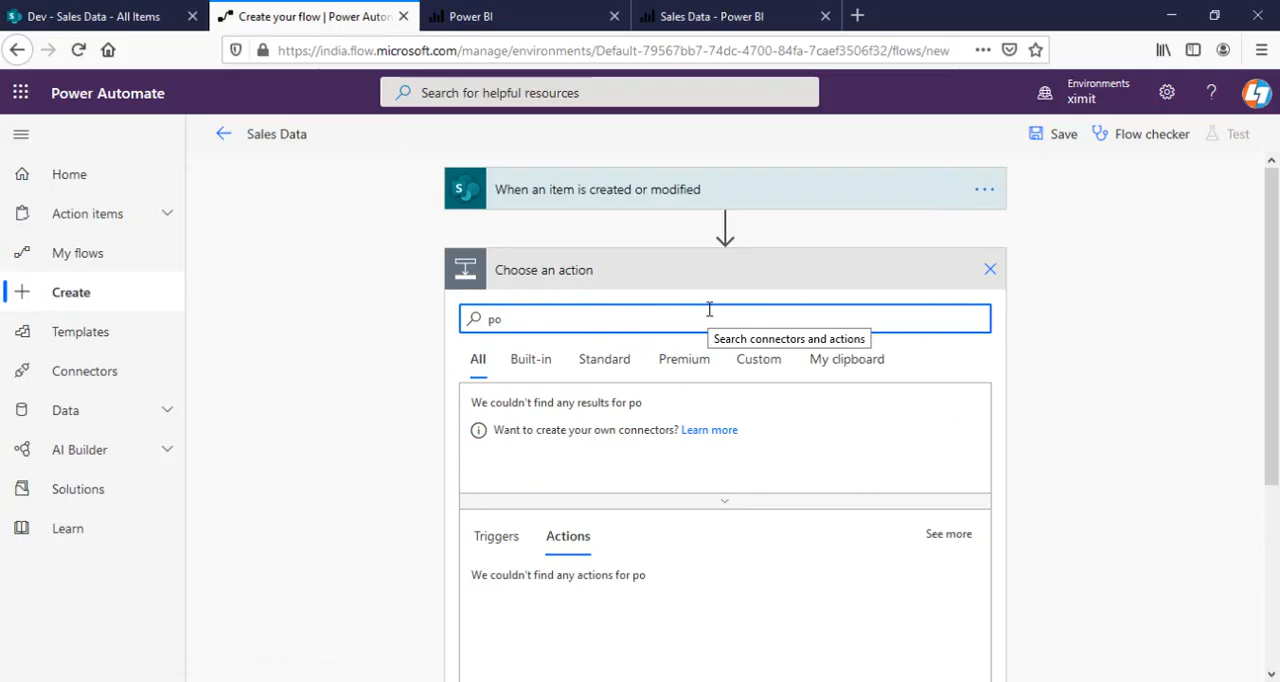 Dev - Sales Data - All Items
Create your flow | Power Autom
Power BI
Sales Data - Power BI
https://india.flow.microsoft.com/manage/environments/Default-79567bb7-74dc-4700-84fa-7caef3506f32/flows/new
Power Automate
Search for helpful resources
Environments
ximit
?
Sales Data
Save
Flow checker
Test
Home
Action items
My flows
Create
Templates
Connectors
Data
AI Builder
Solutions
Learn
S
When an item is created or modified
Choose an action
po
Search connectors and actions
All
Built-in
Standard
Premium
Custom
My clipboard
We couldn't find any results for po
Want to create your own connectors? Learn more
Triggers
Actions
See more
We couldn't find any actions for po